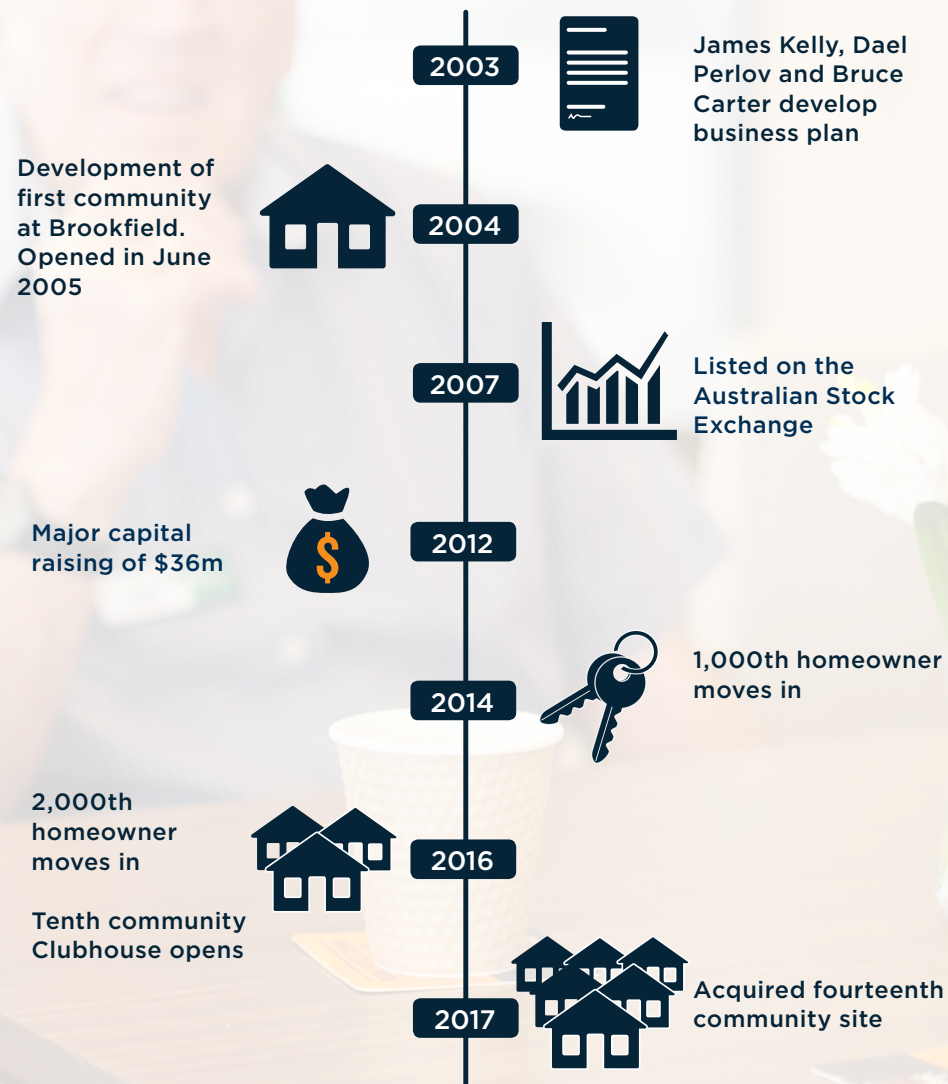 2003
James Kelly, Dael
Perlov and Bruce
Carter develop
business plan
Development of
first community
at Brookfield.
Opened in June
2005
2004
2007
Listed on the
Australian Stock
Exchange
Major capital
raising of $36m
$
2012
2014
1,000th homeowner
moves in
2,000th
homeowner
moves in
Tenth community
Clubhouse opens
2016
2017
Acquired fourteenth
community site